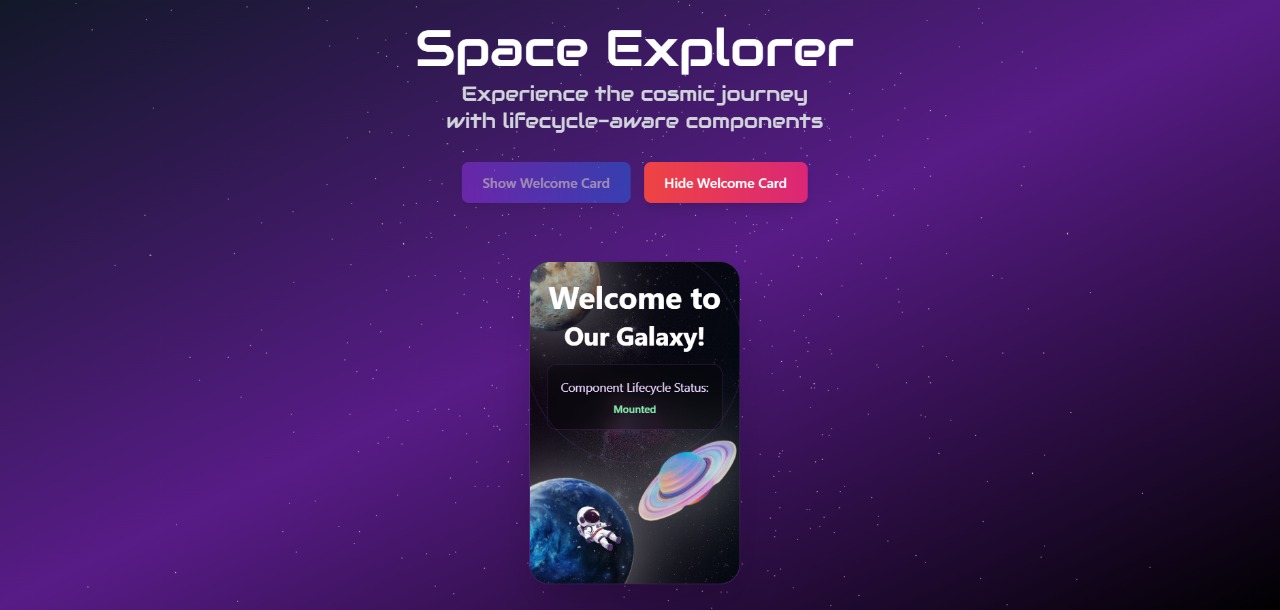 Space Explorer
Experience the cosmic journey
with lifecycle-aware components
Show Welcome Card
Hide Welcome Card
Welcome to
Our Galaxy!
Component Lifecycle Status:
Mounted